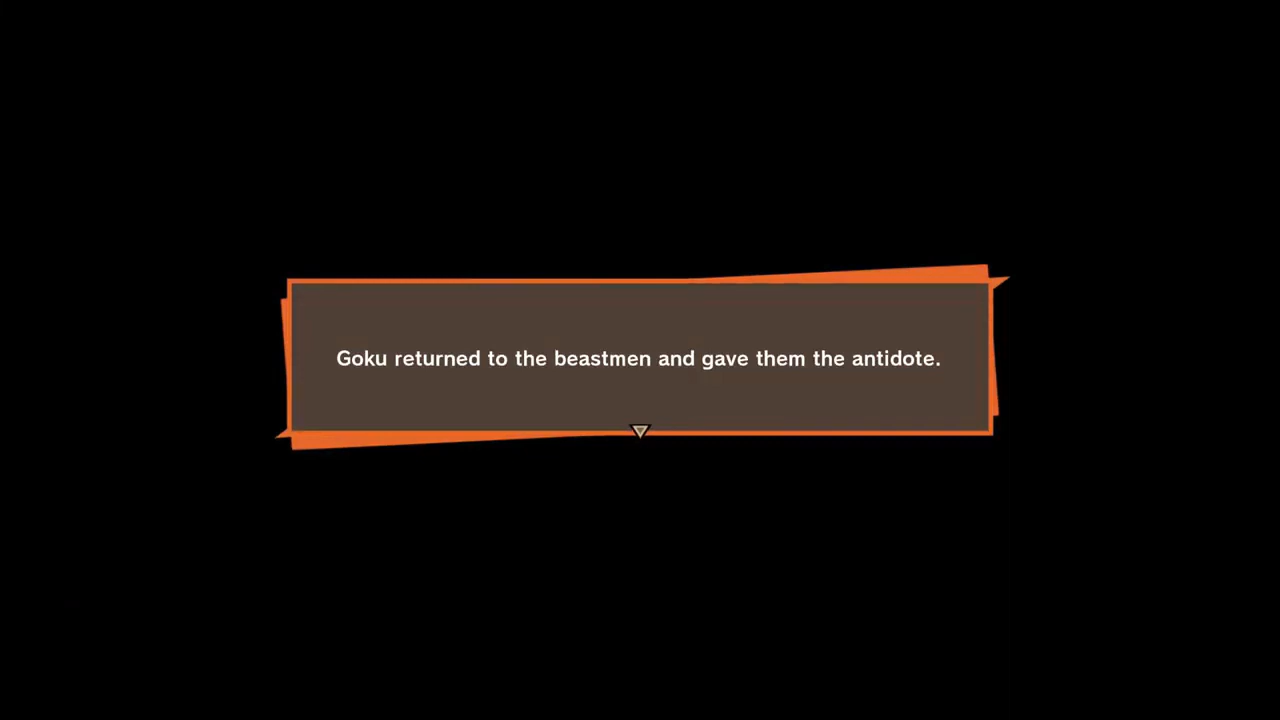 Goku returned to the beastmen and gave them the antidote.